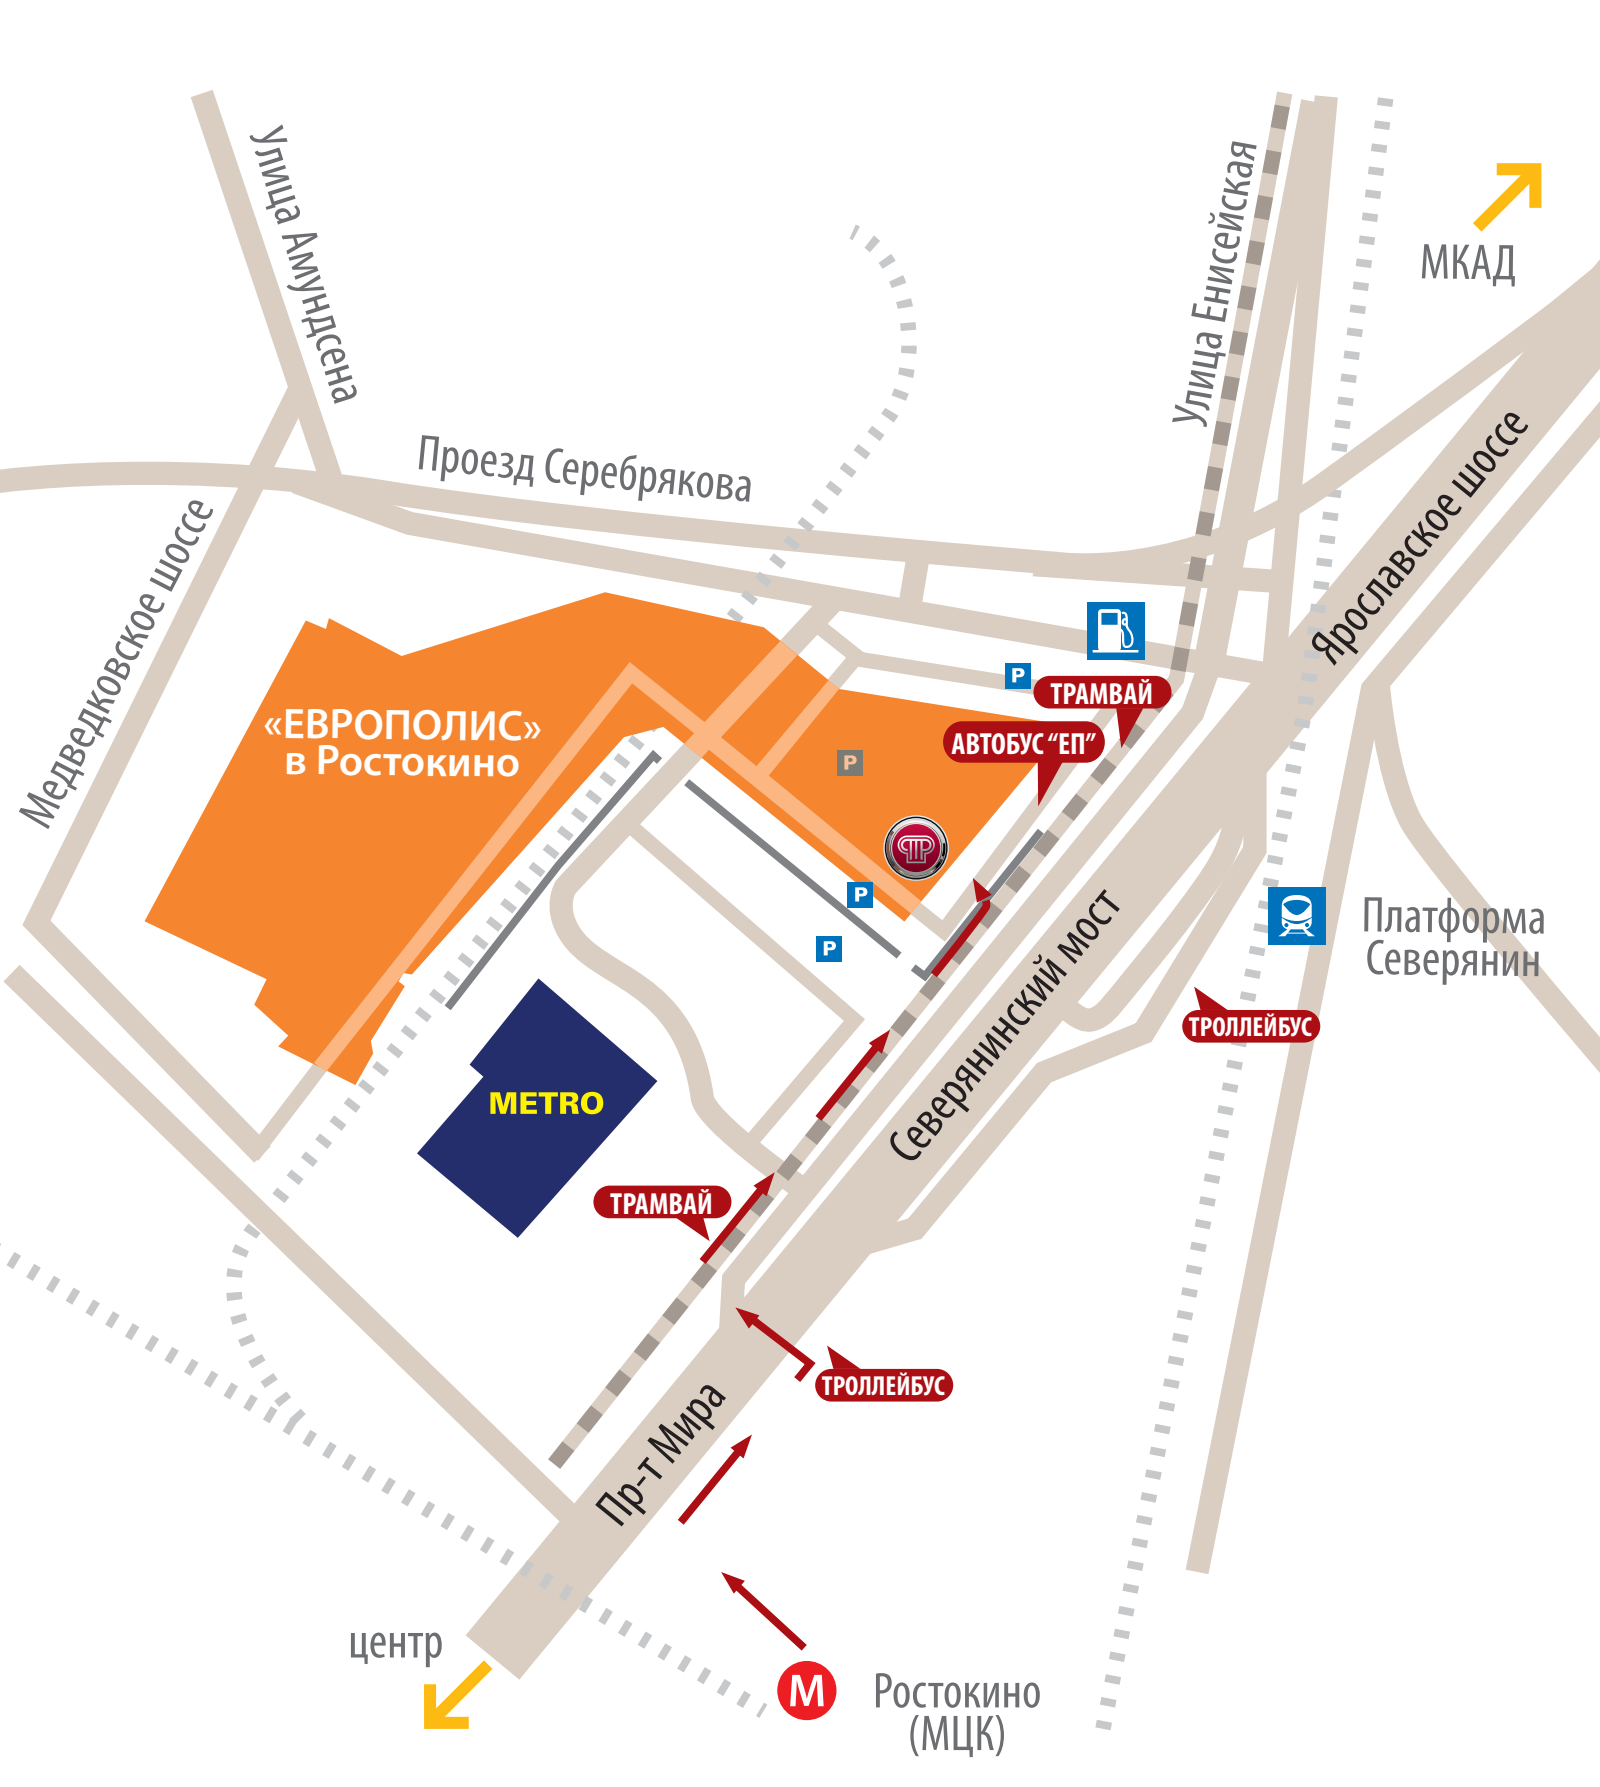 Улица Амундсена
Улица Енисейская
МКАД
Проезд Серебрякова
Ярославское шоссе
Медведковское шоссе
P
ТРАМВАЙ
«ЕВРОПОЛИС»
в Ростокино
АВТОБУС “ЕП”
P
P
P
Платформа
Северянин
Северянинский мост
ТРОЛЛЕЙБУС
METRO
ТРАМВАЙ
ТРОЛЛЕЙБУС
Пр-т Мира
центр
М
Ростокино
(МЦК)